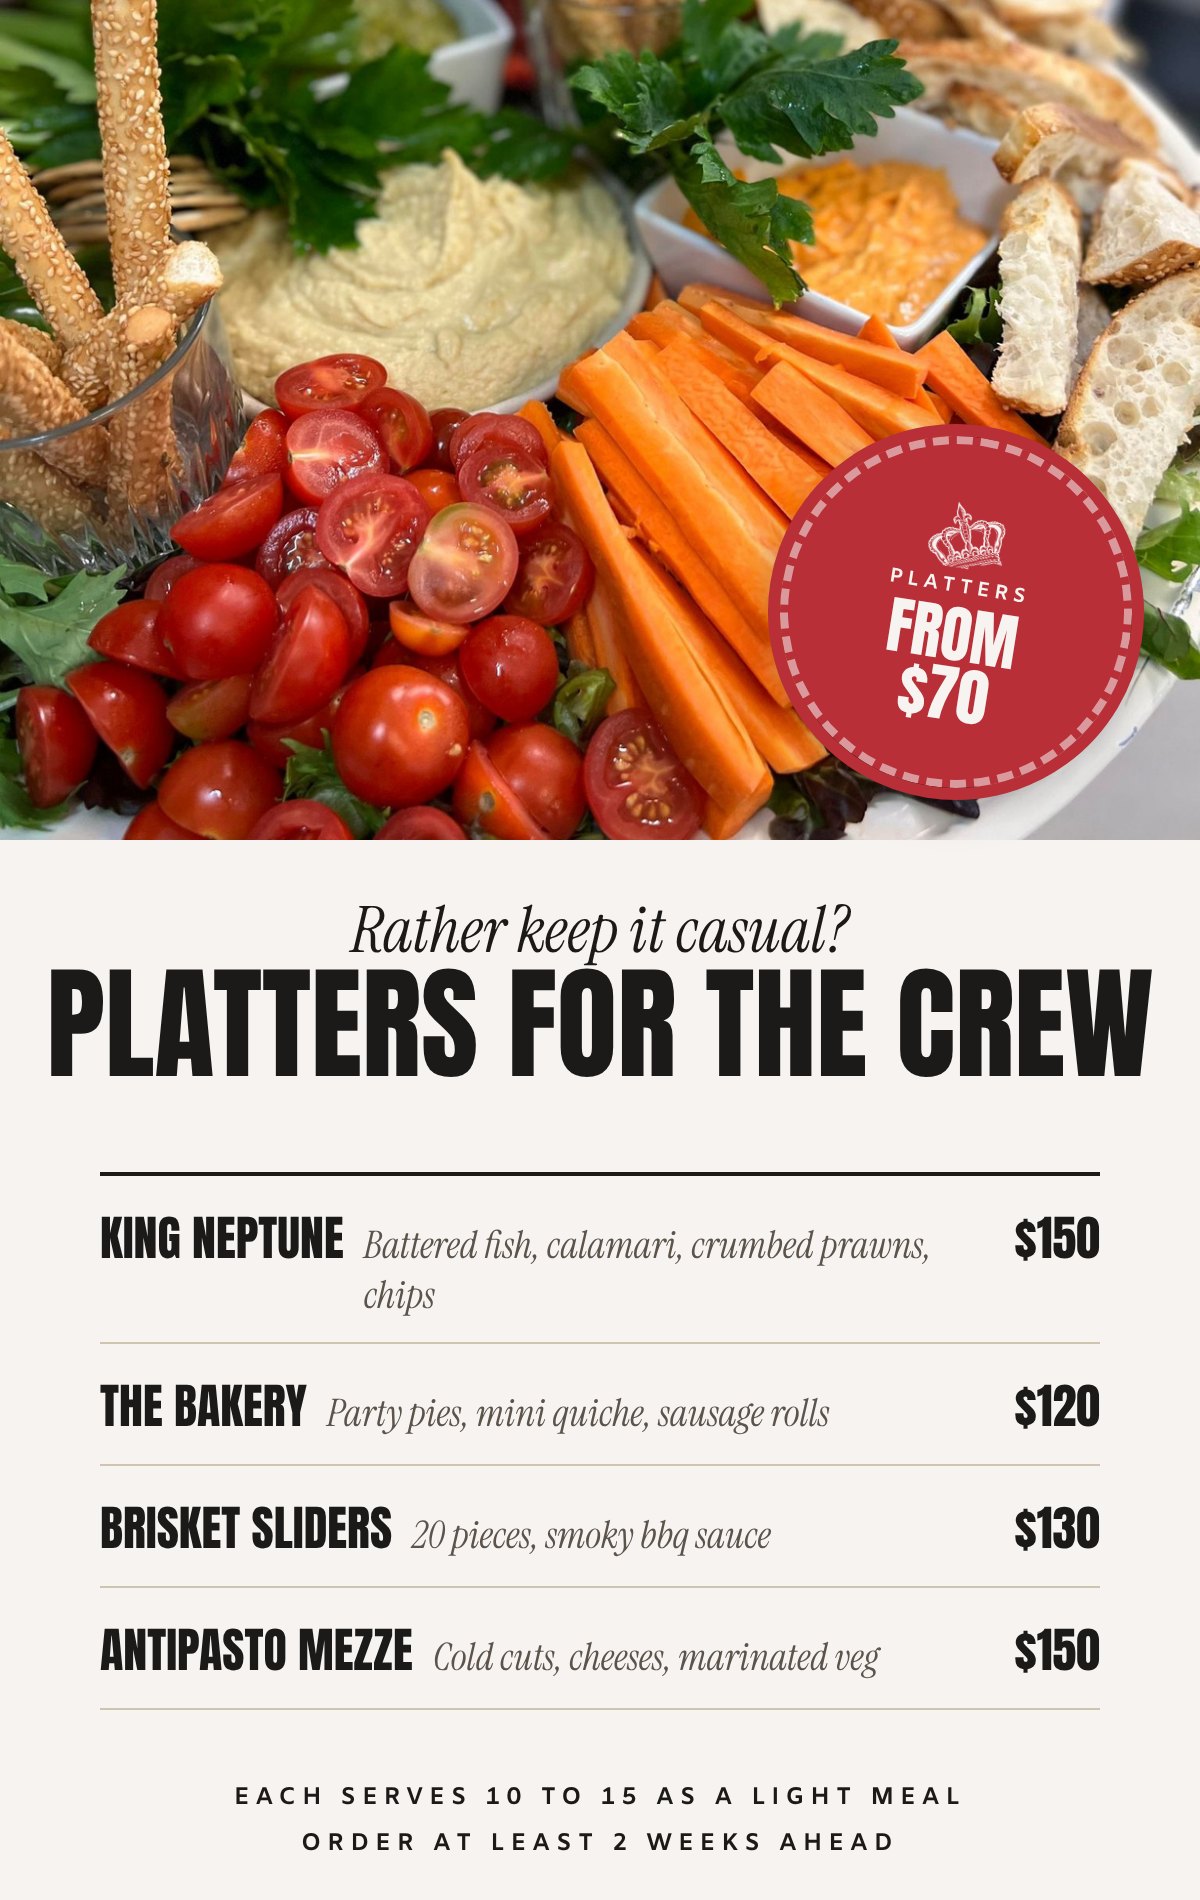 PLATTERS
FROM
$70
Rather keep it casual?
PLATTERS FOR THE CREW
KING NEPTUNE Battered fish, calamari, crumbed prawns, $150
chips
THE BAKERY Party pies, mini quiche, sausage rolls $120
BRISKET SLIDERS 20 pieces, smoky bbq sauce $130
ANTIPASTO MEZZE Cold cuts, cheeses, marinated veg $150
EACH SERVES 10 TO 15 AS A LIGHT MEAL
ORDER AT LEAST 2 WEEKS AHEAD